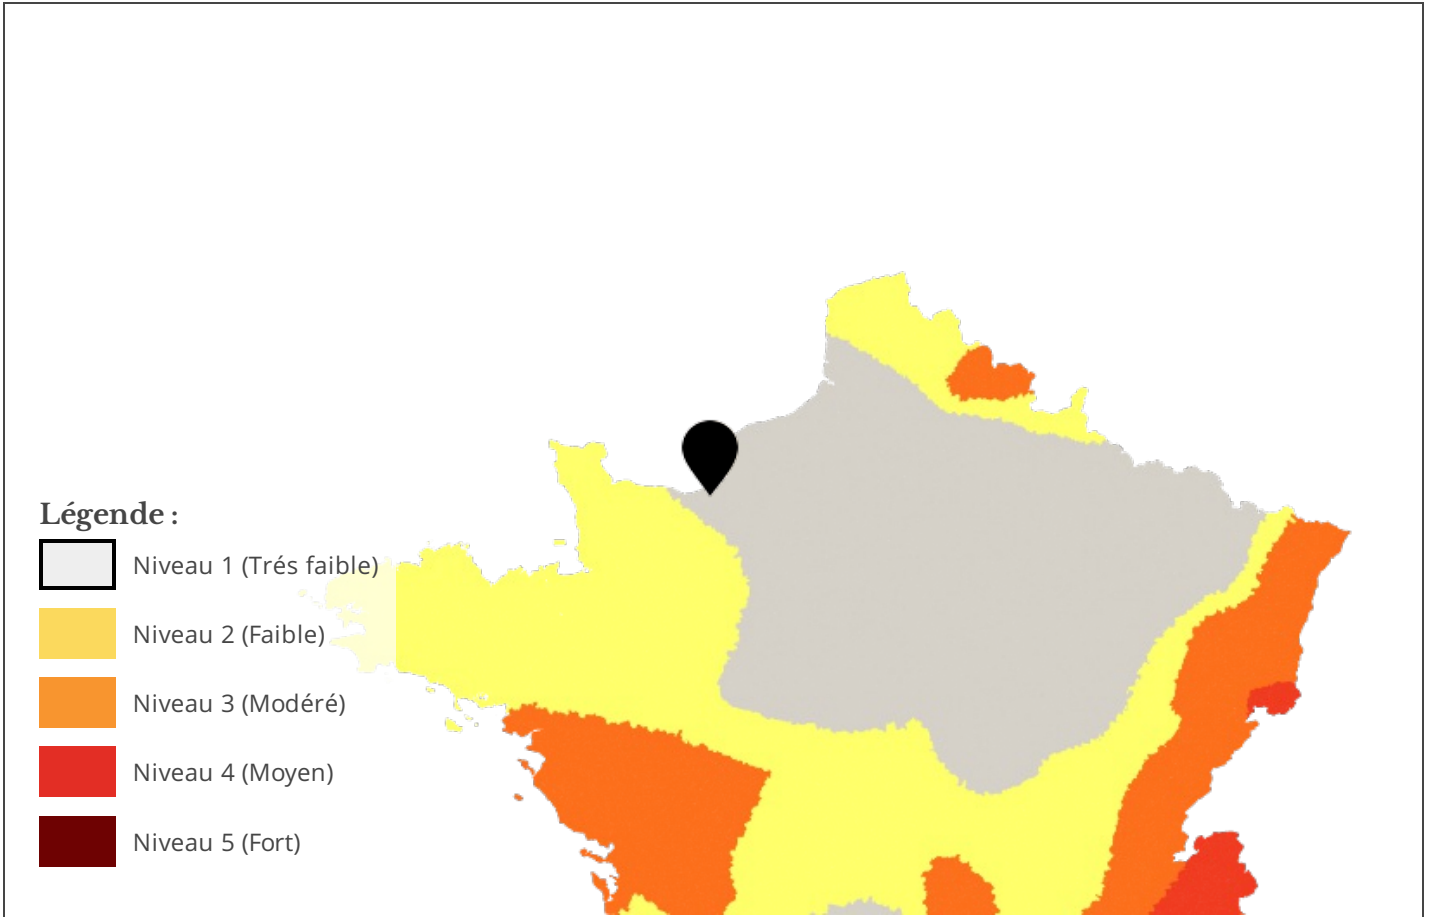 Légende :
Niveau 1 (Trés faible)
Niveau 2 (Faible)
Niveau 3 (Modéré)
Niveau 4 (Moyen)
Niveau 5 (Fort)